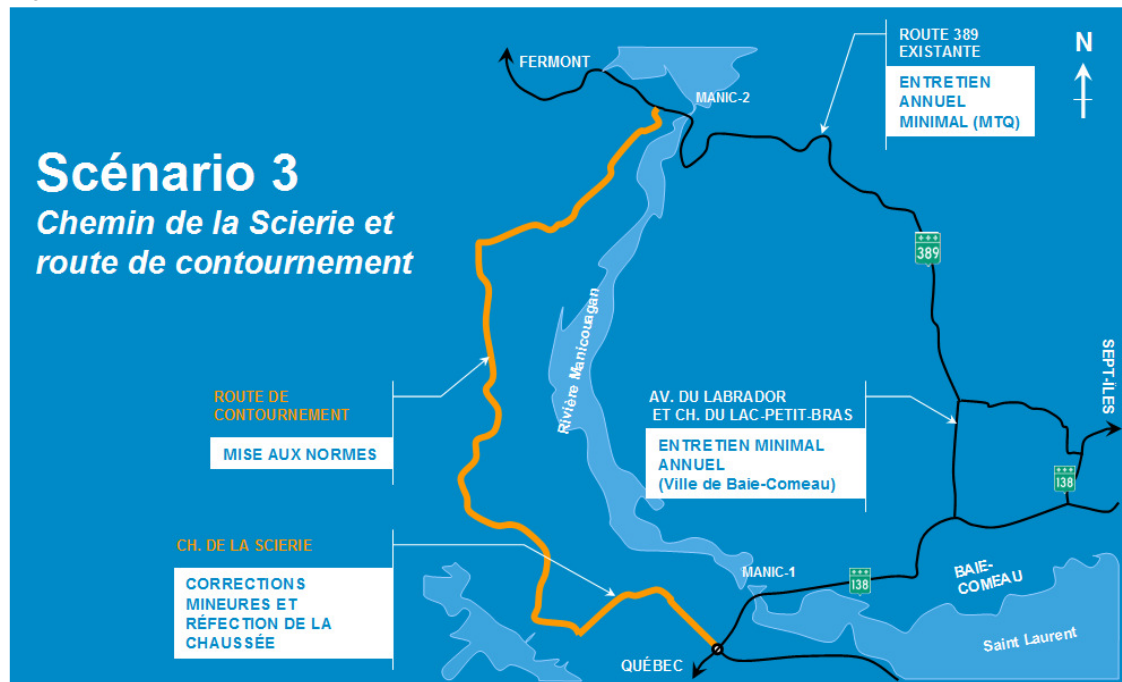 Scénario 3
Chemin de la Scierie et
route de contournement
FERMONT
MANIC-2
ROUTE 389
EXISTANTE
ENTRETIEN
ANNUEL
MINIMAL (MTQ)
N
389
Rivière Manicouagan
ROUTE DE
CONTOURNEMENT
MISE AUX NORMES
AV. DU LABRADOR
ET CH. DU LAC-PETIT-BRAS
ENTRETIEN MINIMAL
ANNUEL
(Ville de Baie-Comeau)
SEPT-ÎLES
138
CH. DE LA SCIERIE
CORRECTIONS
MINEURES ET
RÉFECTION DE LA
CHAUSSÉE
MANIC-1
138
BAIE-
COMEAU
Saint Laurent
QUÉBEC